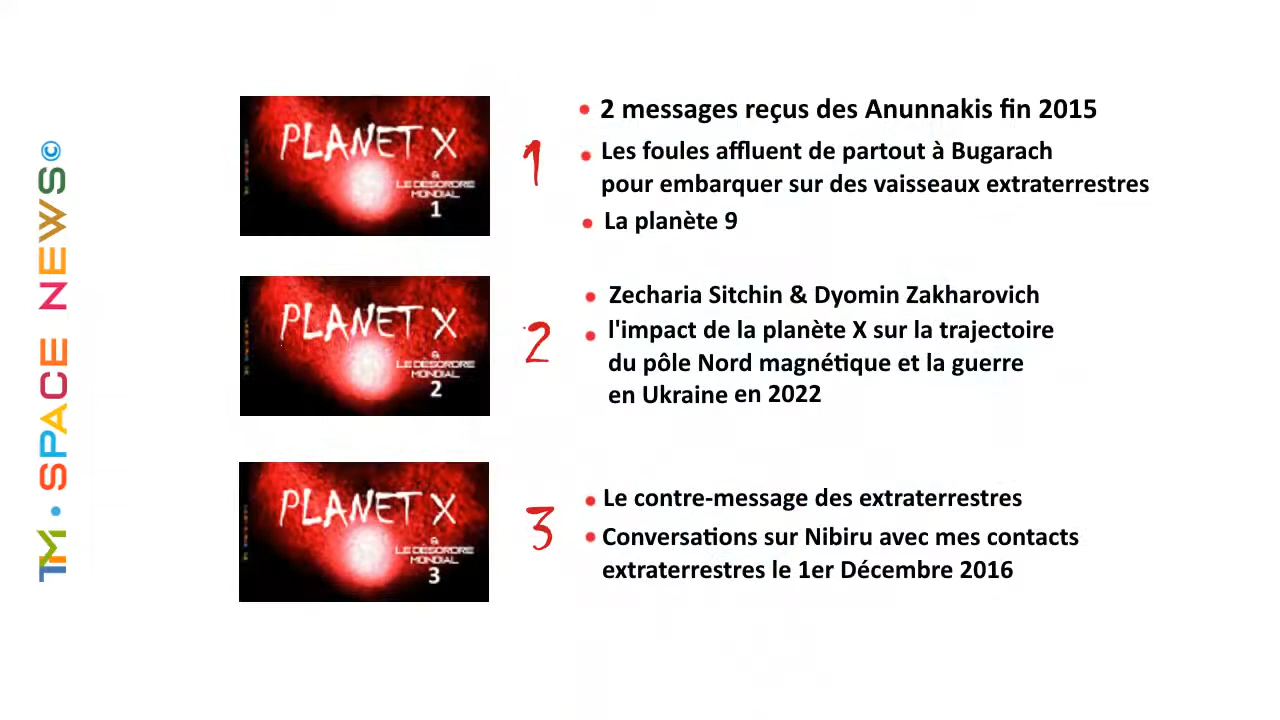 TM • SPACE NEWS©
PLANET X
&
LE DESORDRE
MONDIAL
1
1
• 2 messages reçus des Anunnakis fin 2015
• Les foules affluent de partout à Bugarach
pour embarquer sur des vaisseaux extraterrestres
• La planète 9
PLANET X
&
LE DESORDRE
MONDIAL
2
2
• Zecharia Sitchin & Dyomin Zakharovich
• l'impact de la planète X sur la trajectoire
du pôle Nord magnétique et la guerre
en Ukraine en 2022
PLANET X
&
LE DESORDRE
MONDIAL
3
3
• Le contre-message des extraterrestres
• Conversations sur Nibiru avec mes contacts
extraterrestres le 1er Décembre 2016